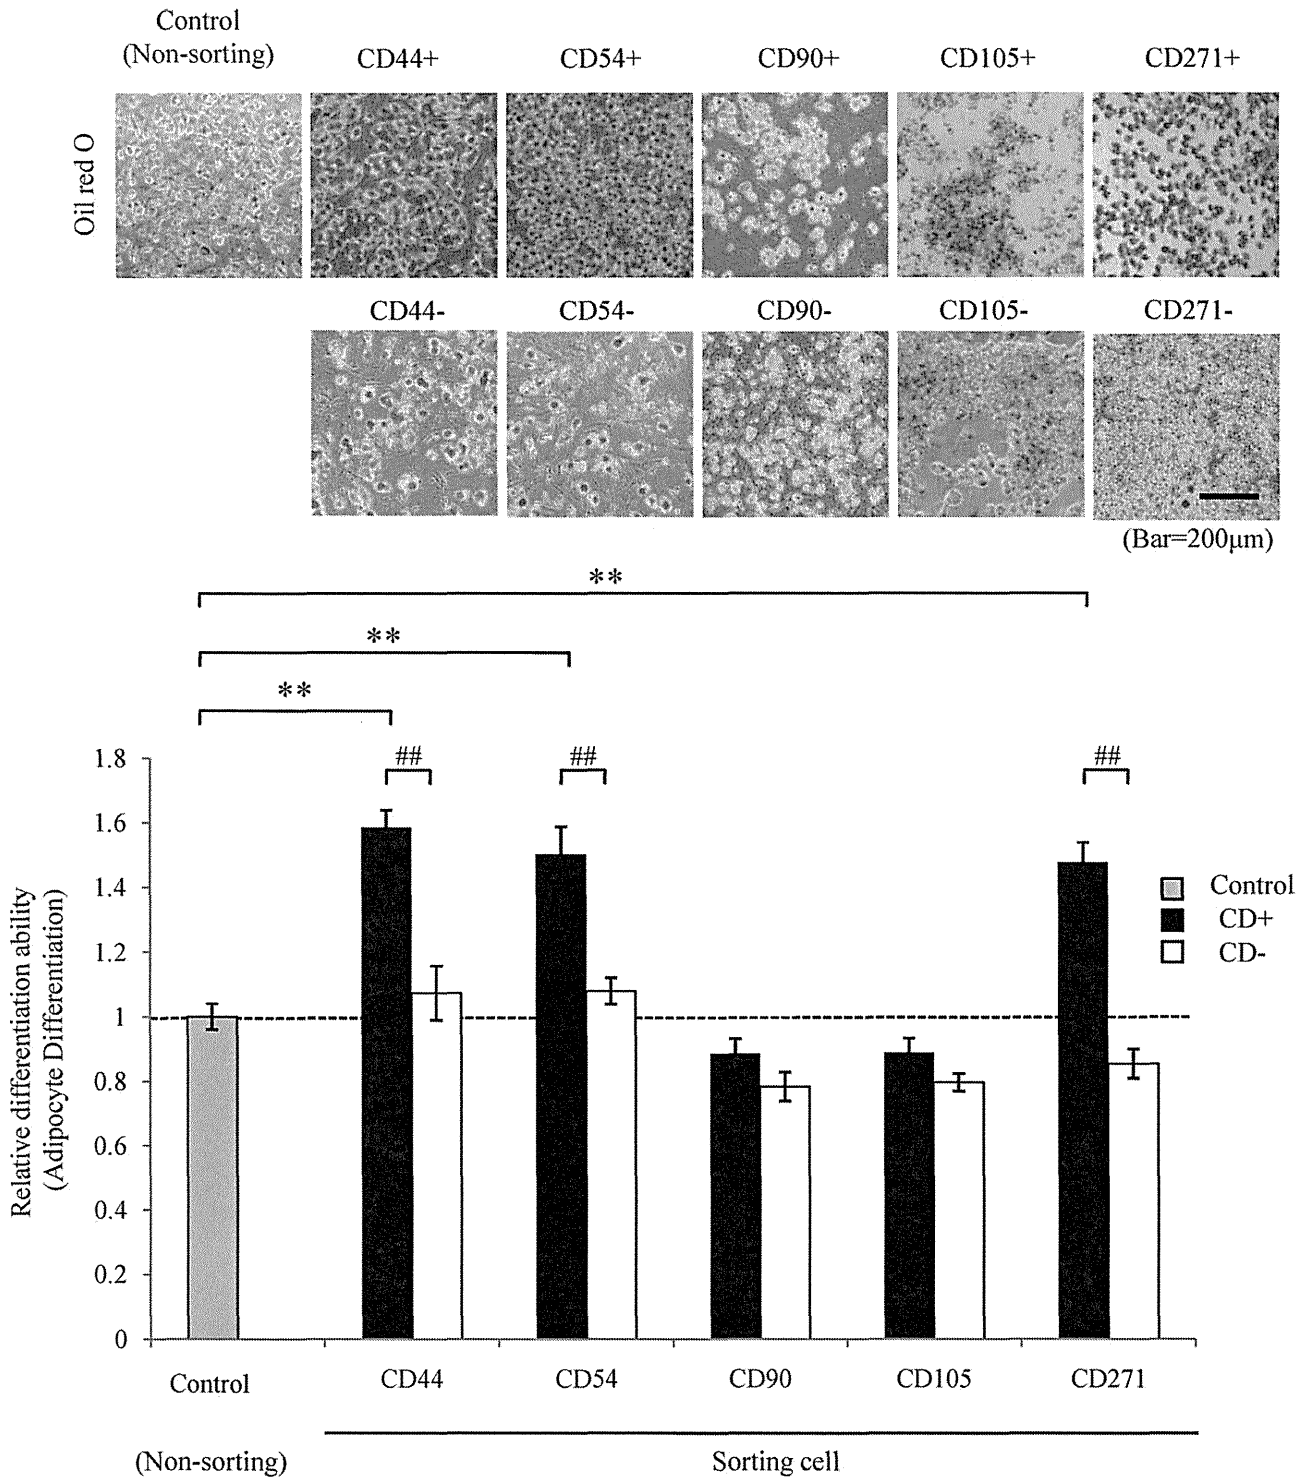 Control
(Non-sorting)
CD44+
CD54+
CD90+
CD105+
CD271+
Oil red O
CD44-
CD54-
CD90-
CD105-
CD271-
(Bar=200μm)
**
**
**
##
##
##
1.8
1.6
1.4
1.2
1
0.8
0.6
0.4
0.2
0
Relative differentiation ability
(Adipocyte Differentiation)
Control
CD+
CD-
Control
CD44
CD54
CD90
CD105
CD271
(Non-sorting)
Sorting cell